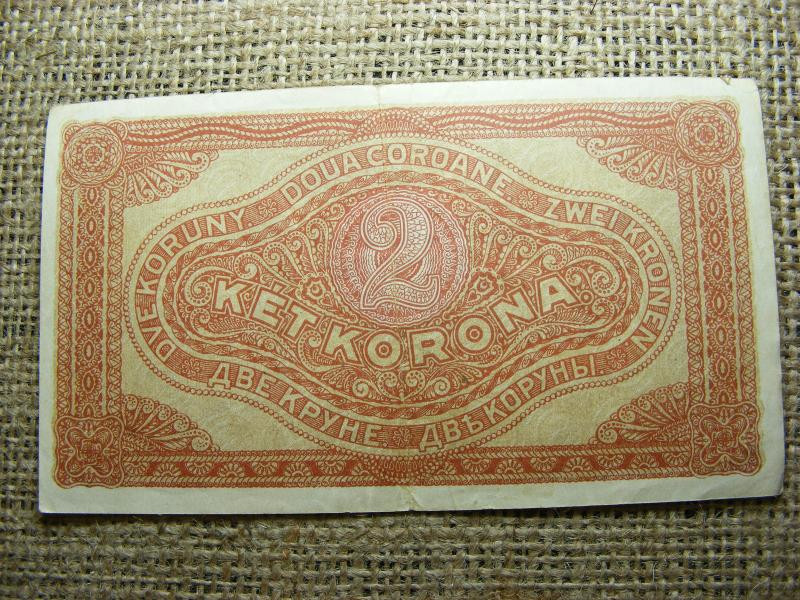 DVE KORUNY DOUA COROANE ZWEI KRONEN
2
KÉT KORONA
ДВЕ КРУНЕ ДВѢ КОРУНЫ